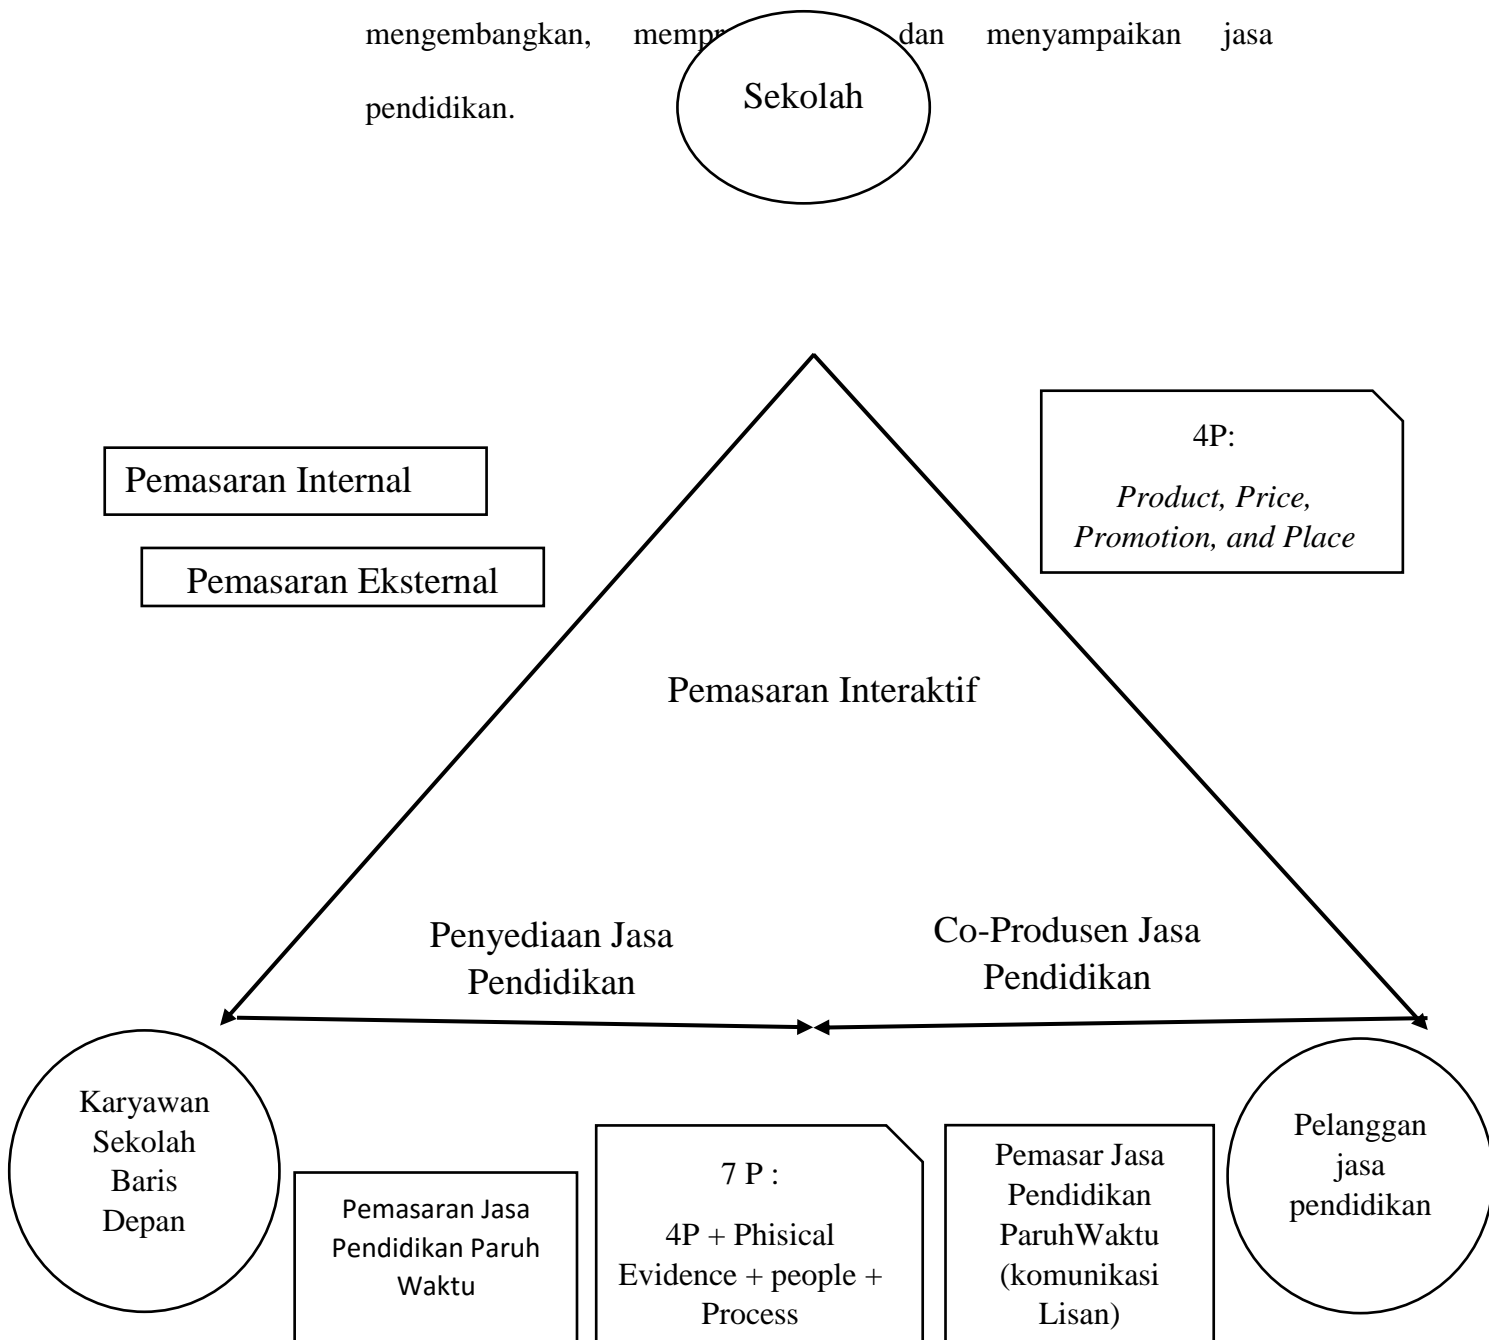 mengembangkan, mempr dan menyampaikan jasa
pendidikan.
Sekolah
4P:
Product, Price,
Promotion, and Place
Pemasaran Internal
Pemasaran Eksternal
Pemasaran Interaktif
Penyediaan Jasa
Pendidikan
Co-Produsen Jasa
Pendidikan
Karyawan
Sekolah
Baris
Depan
Pemasaran Jasa
Pendidikan Paruh
Waktu
7 P :
4P + Phisical
Evidence + people +
Process
Pemasar Jasa
Pendidikan
ParuhWaktu
(komunikasi
Lisan)
Pelanggan
jasa
pendidikan